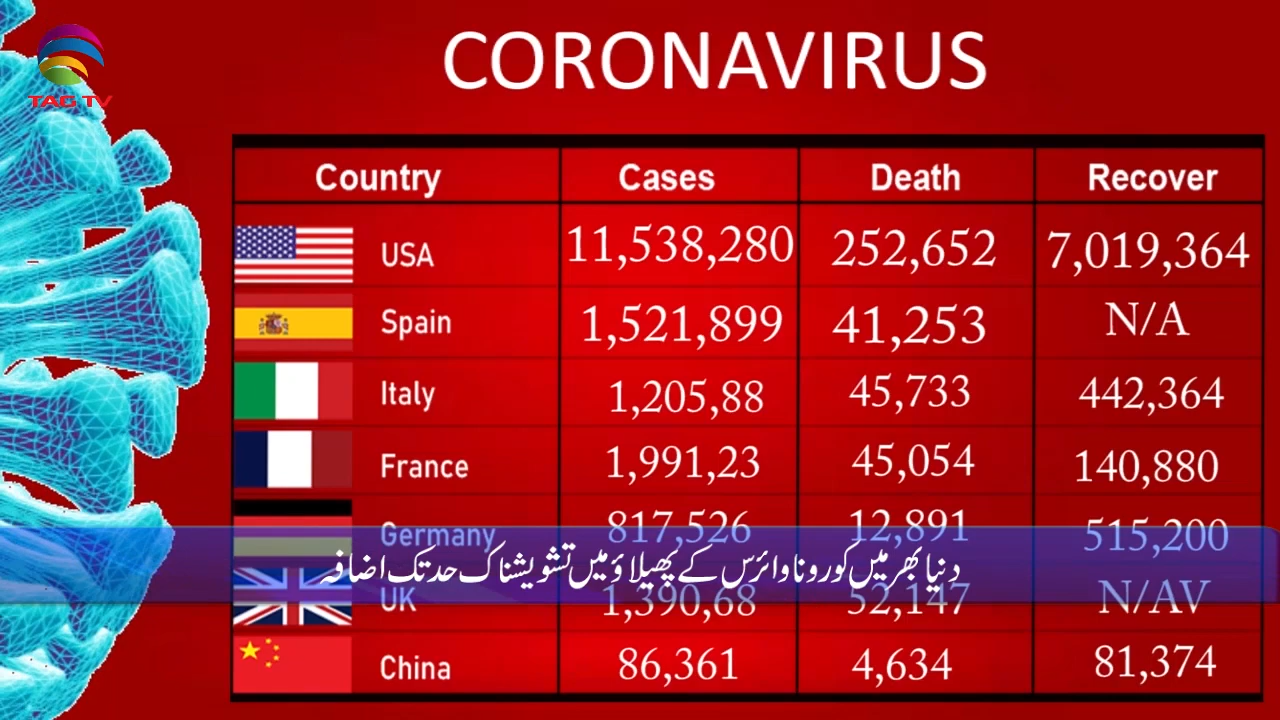 TAG TV
CORONAVIRUS
Country Cases Death Recover
USA 11,538,280 252,652 7,019,364
Spain 1,521,899 41,253 N/A
Italy 1,205,88 45,733 442,364
France 1,991,23 45,054 140,880
Germany 817,526 12,891 515,200
دنیا بھر میں کورونا وائرس کے پھیلاؤ میں تشویشناک حد تک اضافہ
UK 1,390,68 52,147 N/AV
China 86,361 4,634 81,374